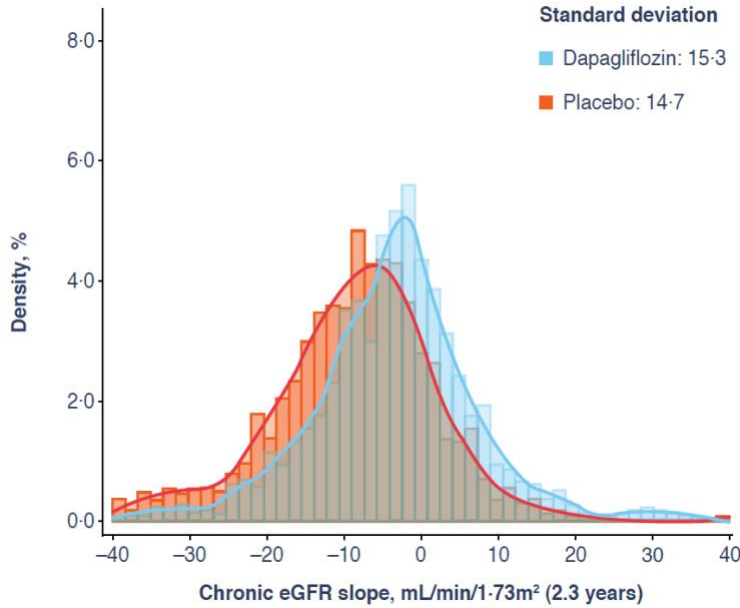 Standard deviation
Dapagliflozin: 15·3
Placebo: 14·7
8·0
6·0
4·0
2·0
0·0
Density, %
–40 –30 –20 –10 0 10 20 30 40
Chronic eGFR slope, mL/min/1·73m² (2.3 years)